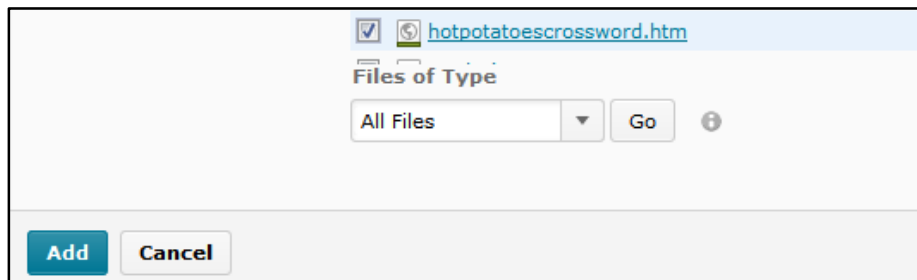 hotpotatoescrossword.htm
Files of Type
All Files Go
Add Cancel